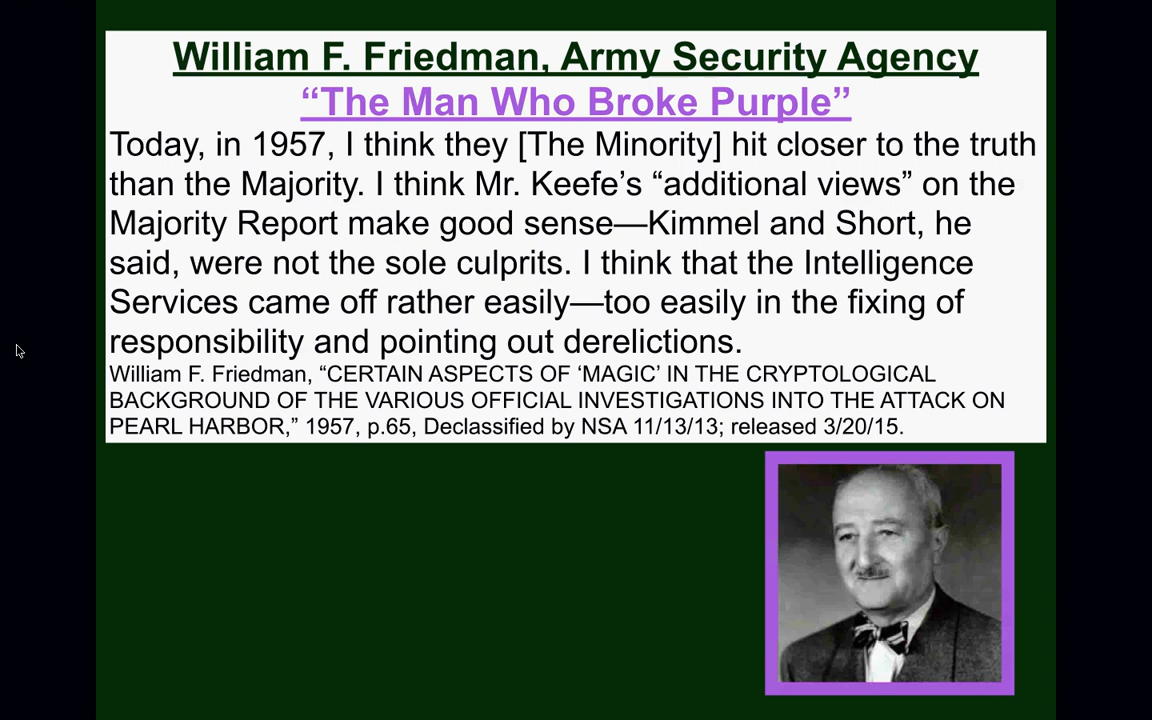 William F. Friedman, Army Security Agency
“The Man Who Broke Purple”
Today, in 1957, I think they [The Minority] hit closer to the truth
than the Majority. I think Mr. Keefe’s “additional views” on the
Majority Report make good sense—Kimmel and Short, he
said, were not the sole culprits. I think that the Intelligence
Services came off rather easily—too easily in the fixing of
responsibility and pointing out derelictions.
William F. Friedman, “CERTAIN ASPECTS OF ‘MAGIC’ IN THE CRYPTOLOGICAL
BACKGROUND OF THE VARIOUS OFFICIAL INVESTIGATIONS INTO THE ATTACK ON
PEARL HARBOR,” 1957, p.65, Declassified by NSA 11/13/13; released 3/20/15.